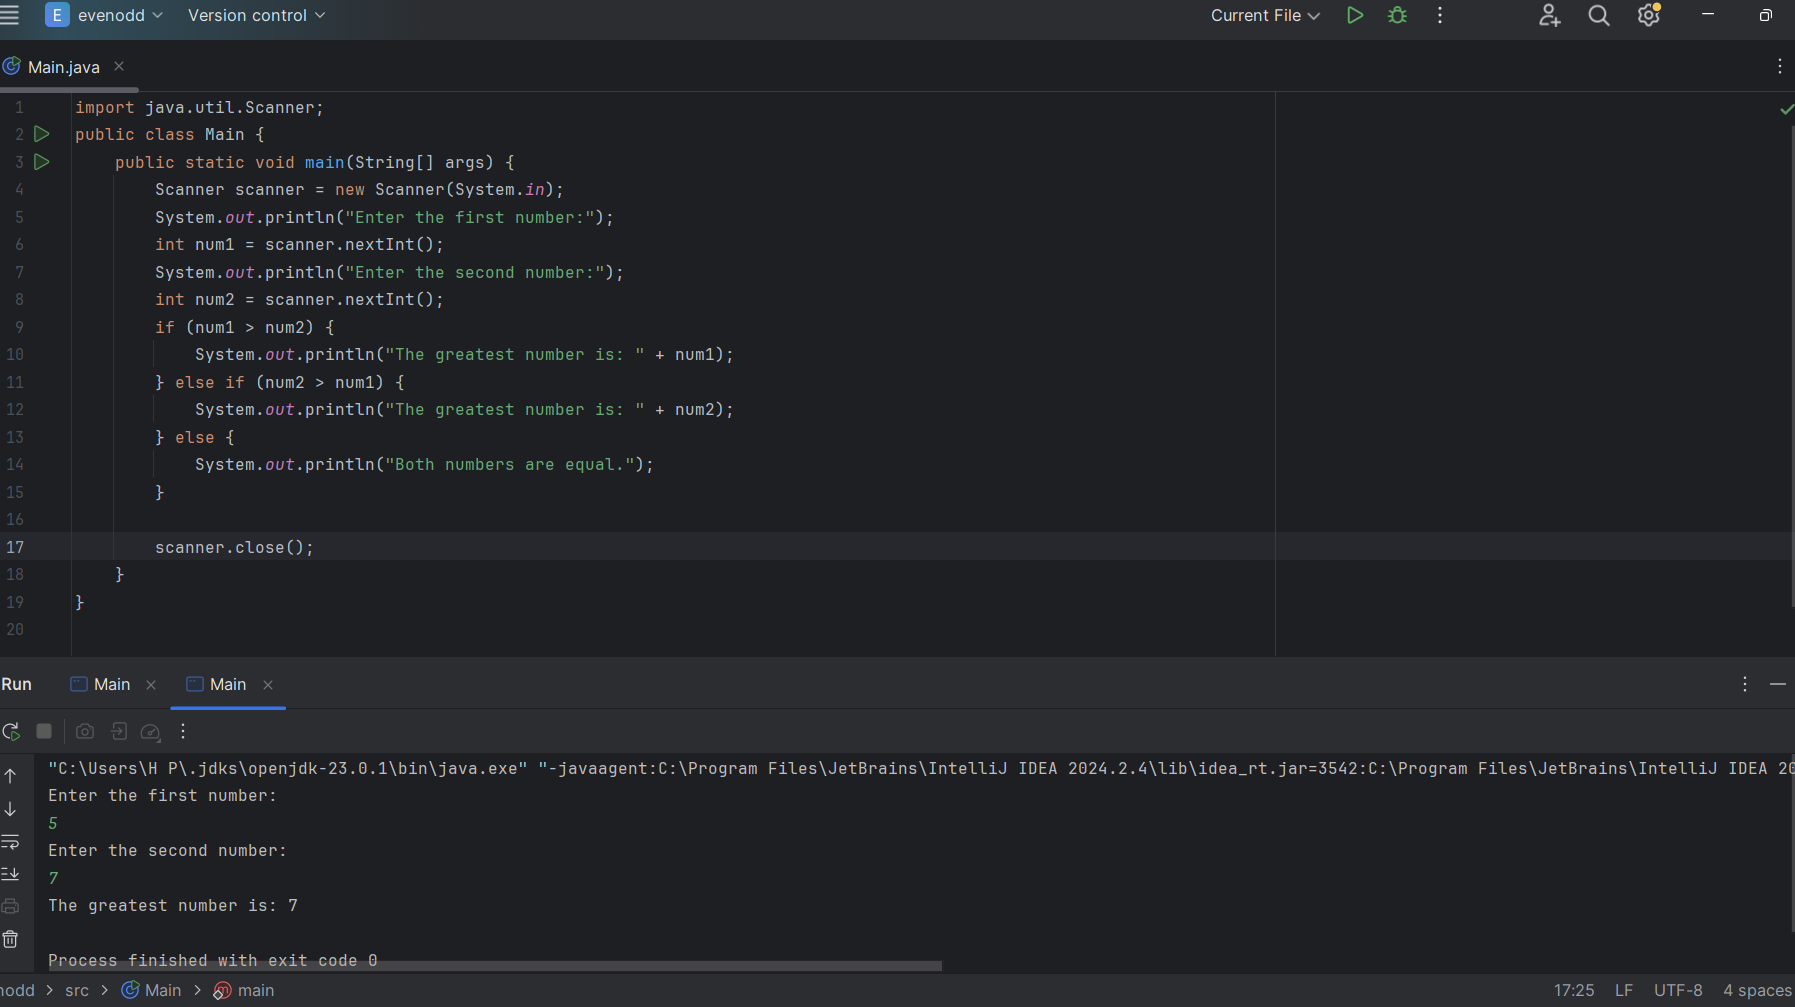 E evenodd Version control Current File
Main.java
1 import java.util.Scanner;
2 public class Main {
3     public static void main(String[] args) {
4         Scanner scanner = new Scanner(System.in);
5         System.out.println("Enter the first number:");
6         int num1 = scanner.nextInt();
7         System.out.println("Enter the second number:");
8         int num2 = scanner.nextInt();
9         if (num1 > num2) {
10             System.out.println("The greatest number is: " + num1);
11         } else if (num2 > num1) {
12             System.out.println("The greatest number is: " + num2);
13         } else {
14             System.out.println("Both numbers are equal.");
15         }
16
17         scanner.close();
18     }
19 }
20
Run Main Main
"C:\Users\H P\.jdks\openjdk-23.0.1\bin\java.exe" "-javaagent:C:\Program Files\JetBrains\IntelliJ IDEA 2024.2.4\lib\idea_rt.jar=3542:C:\Program Files\JetBrains\IntelliJ IDEA 20
Enter the first number:
5
Enter the second number:
7
The greatest number is: 7
Process finished with exit code 0
nodd > src > Main > main 17:25 LF UTF-8 4 spaces